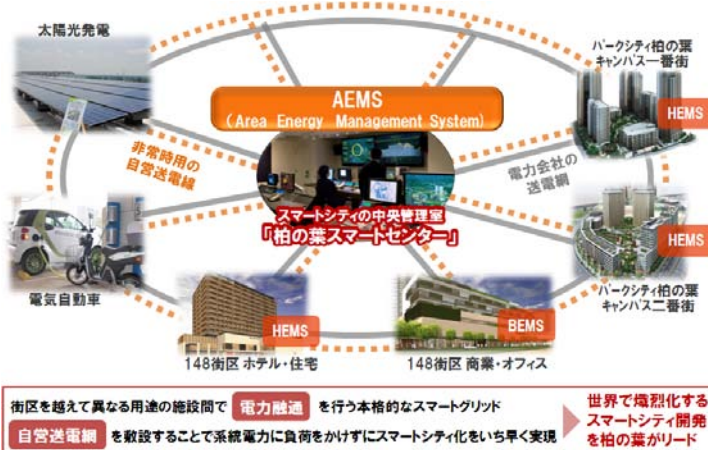 太陽光発電
パークシティ柏の葉
キャンパス一番街
AEMS
(Area Energy Management System)
HEMS
非常時用の
自営送電線
電力会社の
送電網
スマートシティの中央管理室
「柏の葉スマートセンター」
HEMS
電気自動車
パークシティ柏の葉
キャンパス二番街
HEMS
BEMS
148街区 ホテル・住宅
148街区 商業・オフィス
街区を越えて異なる用途の施設間で 電力融通 を行う本格的なスマートグリッド
自営送電網 を敷設することで系統電力に負荷をかけずにスマートシティ化をいち早く実現
世界で熾烈化する
スマートシティ開発
を柏の葉がリード